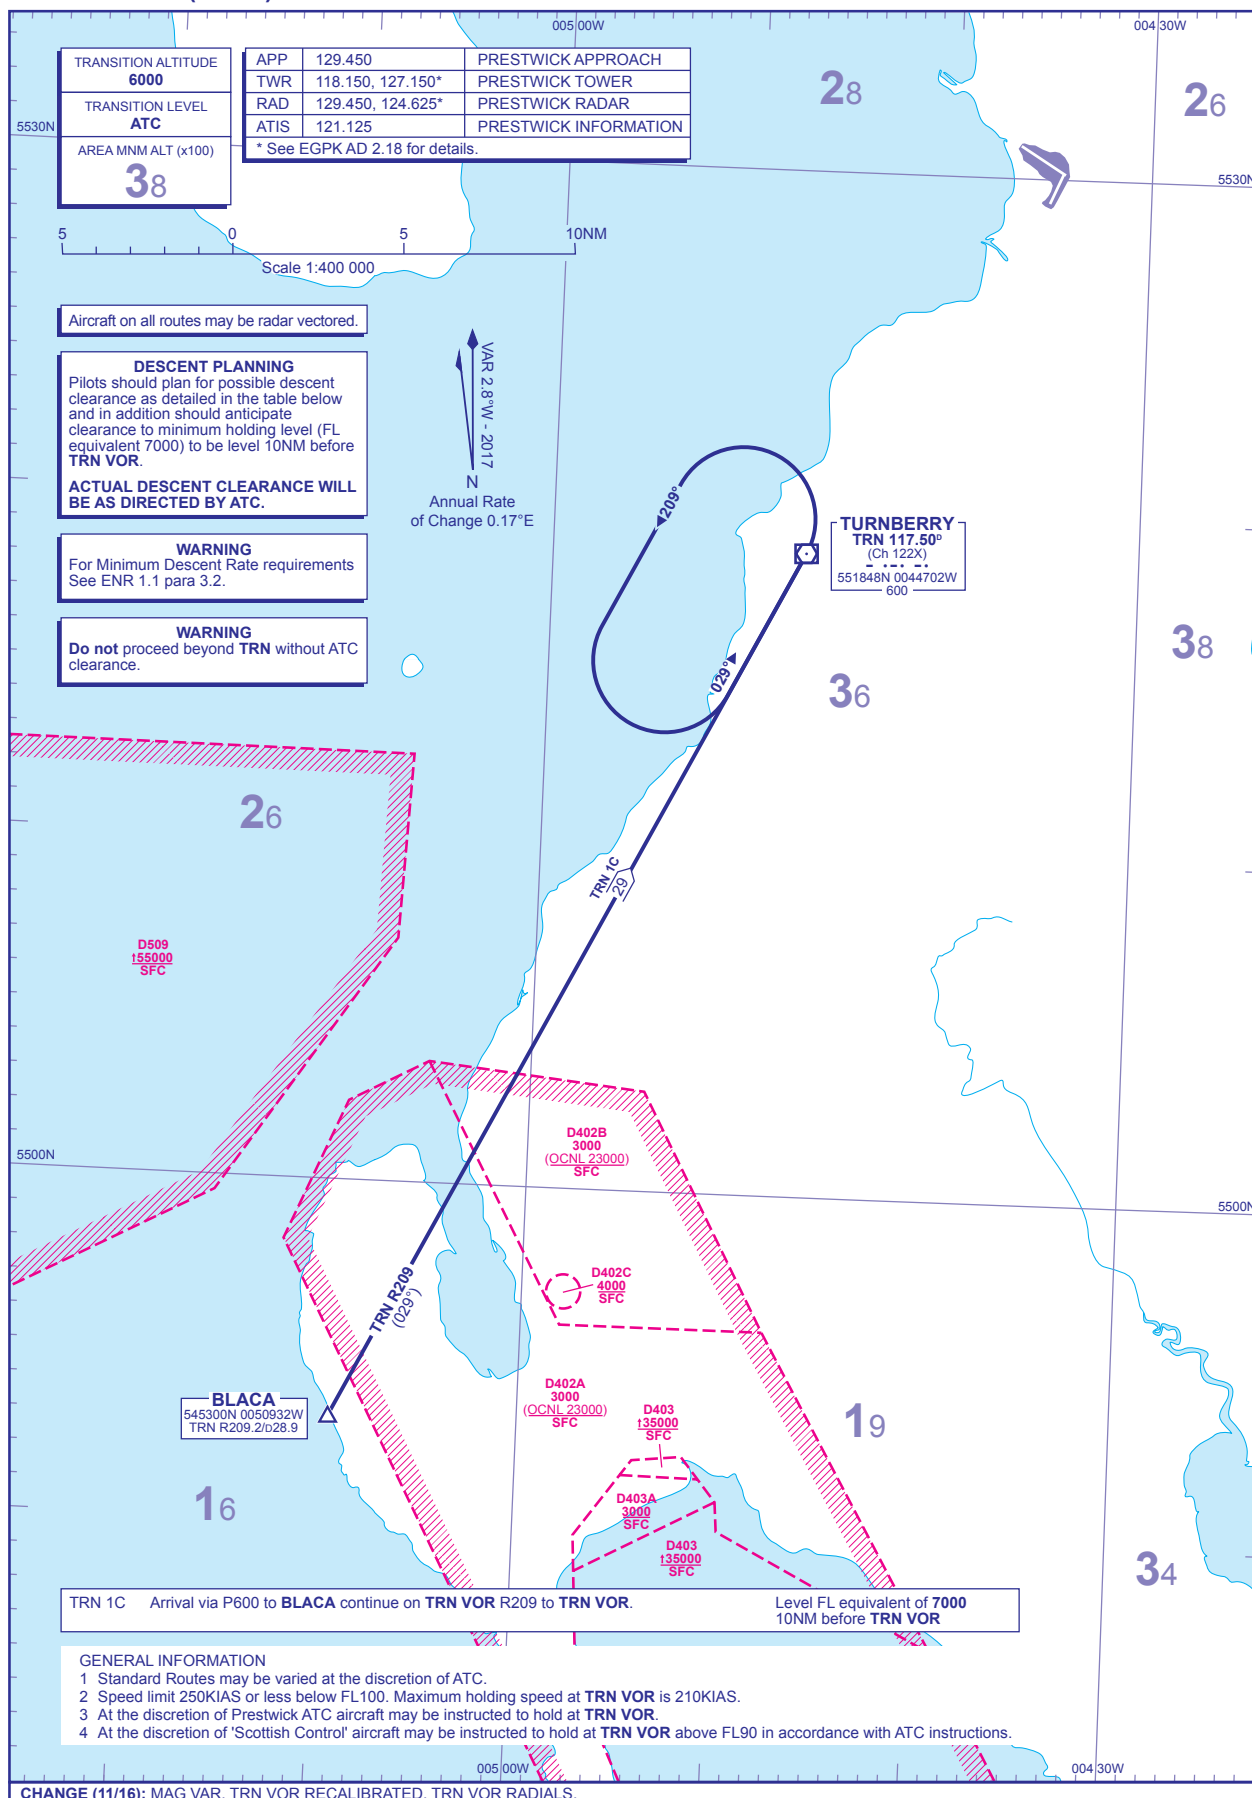 005 00W
004 30W
TRANSITION ALTITUDE
6000
TRANSITION LEVEL
ATC
AREA MNM ALT (x100)
38
APP 129.450 PRESTWICK APPROACH
TWR 118.150, 127.150* PRESTWICK TOWER
RAD 129.450, 124.625* PRESTWICK RADAR
ATIS 121.125 PRESTWICK INFORMATION
* See EGPK AD 2.18 for details.
28
26
5530N
5530N
5 0 5 10NM
Scale 1:400 000
Aircraft on all routes may be radar vectored.
DESCENT PLANNING
Pilots should plan for possible descent
clearance as detailed in the table below
and in addition should anticipate
clearance to minimum holding level (FL
equivalent 7000) to be level 10NM before
TRN VOR.
ACTUAL DESCENT CLEARANCE WILL
BE AS DIRECTED BY ATC.
VAR 2.8°W - 2017
N
Annual Rate
of Change 0.17°E
WARNING
For Minimum Descent Rate requirements
See ENR 1.1 para 3.2.
WARNING
Do not proceed beyond TRN without ATC
clearance.
209°
029°
TURNBERRY
TRN 117.50ᴰ
(Ch 122X)
551848N 0044702W
600
38
36
26
TRN 1C
29
D509
†55000
SFC
5500N
5500N
D402B
3000
(OCNL 23000)
SFC
D402C
4000
SFC
TRN R209
(029°)
BLACA
545300N 0050932W
TRN R209.2/D28.9
D402A
3000
(OCNL 23000)
SFC
D403
†35000
SFC
19
16
D403A
3000
SFC
D403
†35000
SFC
34
TRN 1C Arrival via P600 to BLACA continue on TRN VOR R209 to TRN VOR. Level FL equivalent of 7000
10NM before TRN VOR
GENERAL INFORMATION
1 Standard Routes may be varied at the discretion of ATC.
2 Speed limit 250KIAS or less below FL100. Maximum holding speed at TRN VOR is 210KIAS.
3 At the discretion of Prestwick ATC aircraft may be instructed to hold at TRN VOR.
4 At the discretion of 'Scottish Control' aircraft may be instructed to hold at TRN VOR above FL90 in accordance with ATC instructions.
005 00W
004 30W
CHANGE (11/16): MAG VAR. TRN VOR RECALIBRATED. TRN VOR RADIALS.